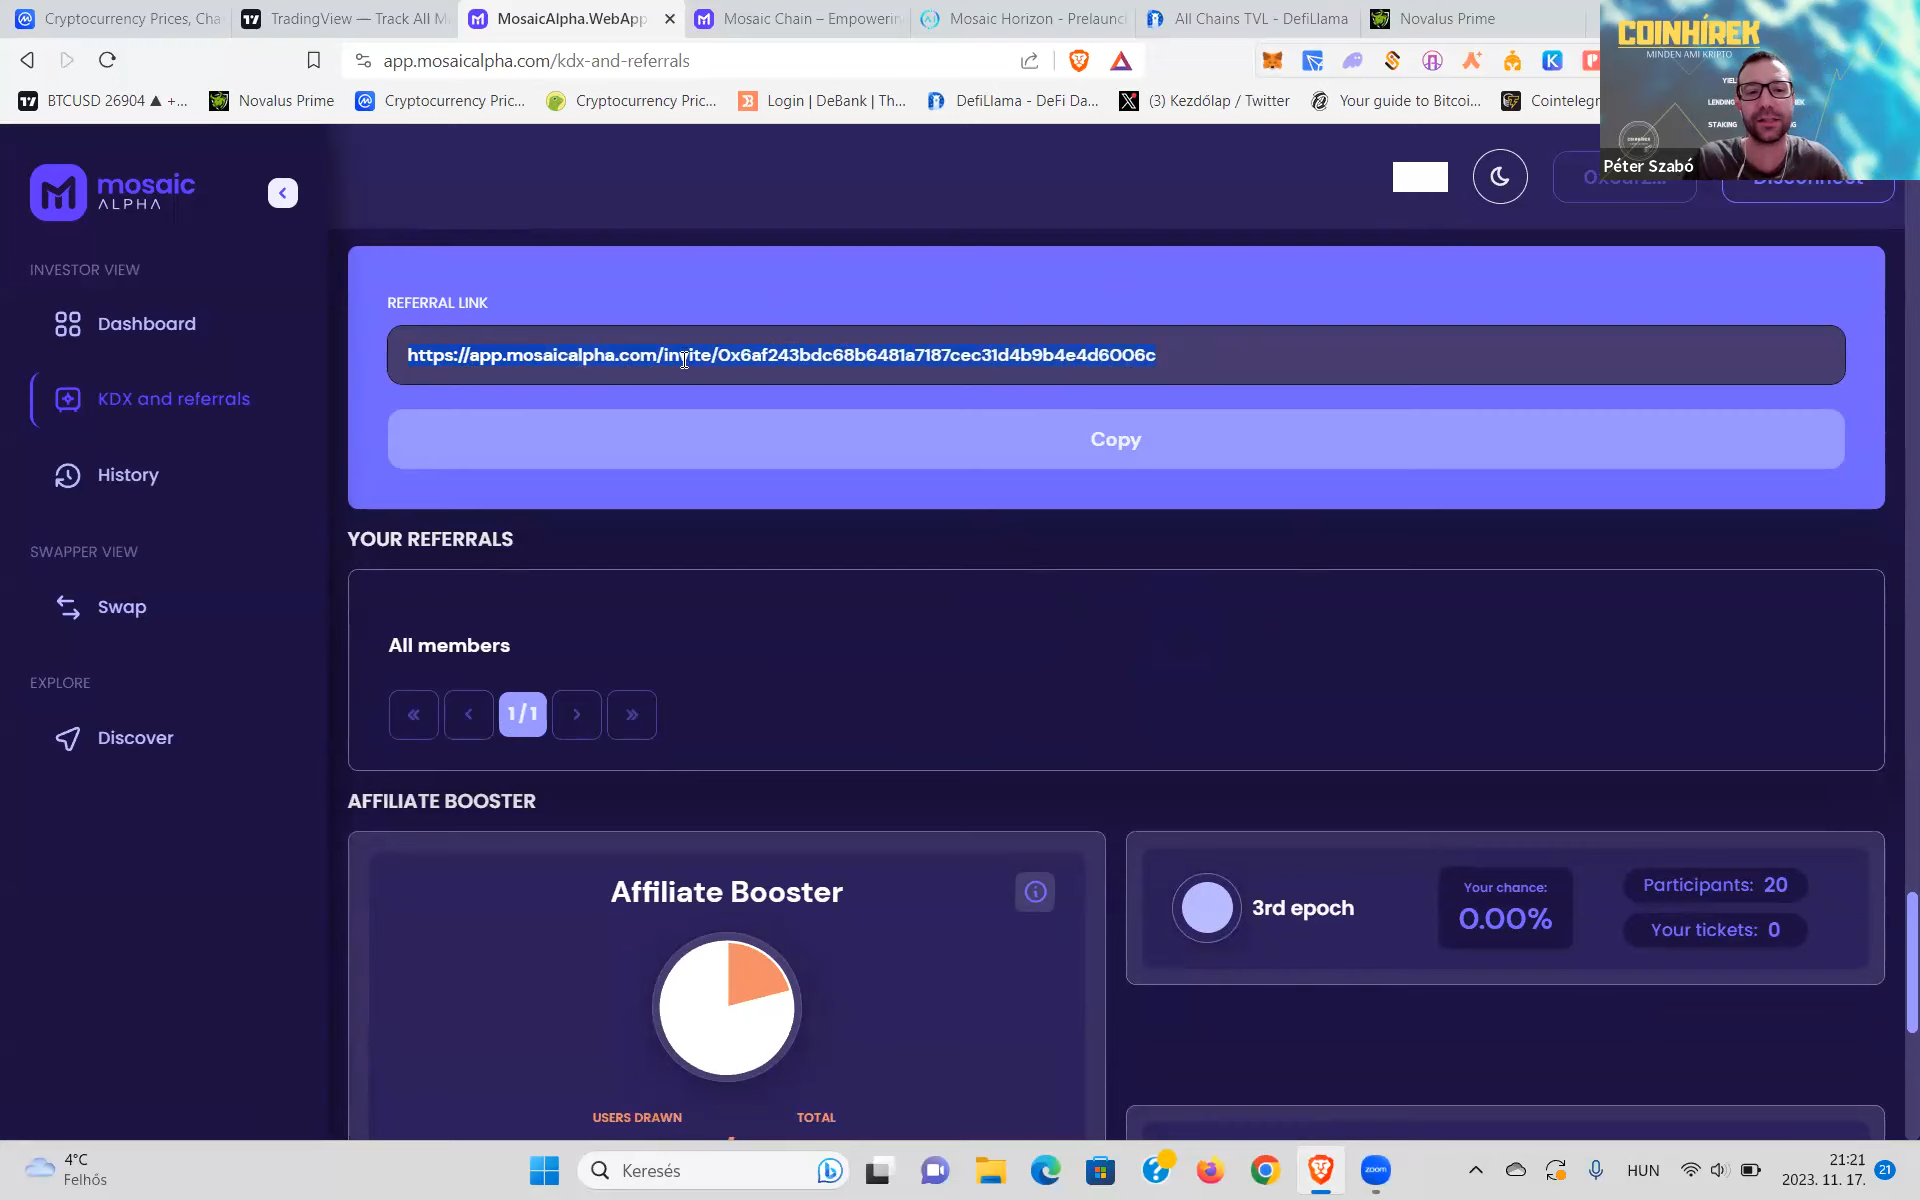 Cryptocurrency Prices, Cha
TradingView — Track All M
MosaicAlpha.WebApp
Mosaic Chain – Empowerin
Mosaic Horizon - Prelaunc
All Chains TVL - DefiLlama
Novalus Prime
app.mosaicalpha.com/kdx-and-referrals
BTCUSD 26904 ▲ +...
Novalus Prime
Cryptocurrency Pric...
Cryptocurrency Pric...
Login | DeBank | Th...
DefiLlama - DeFi Da...
(3) Kezdőlap / Twitter
Your guide to Bitcoi...
Cointelegr
COINHÍREK
MINDEN AMI KRIPTO
LENDING
STAKING
Péter Szabó
mosaic
ALPHA
Disconnect
INVESTOR VIEW
Dashboard
KDX and referrals
History
SWAPPER VIEW
Swap
EXPLORE
Discover
REFERRAL LINK
https://app.mosaicalpha.com/invite/0x6af243bdc68b6481a7187cec31d4b9b4e4d6006c
Copy
YOUR REFERRALS
All members
« ‹ 1 / 1 › »
AFFILIATE BOOSTER
Affiliate Booster
USERS DRAWN
TOTAL
3rd epoch
Your chance:
0.00%
Participants: 20
Your tickets: 0
4°C
Felhős
Keresés
zoom
HUN
21:21
2023. 11. 17.
21